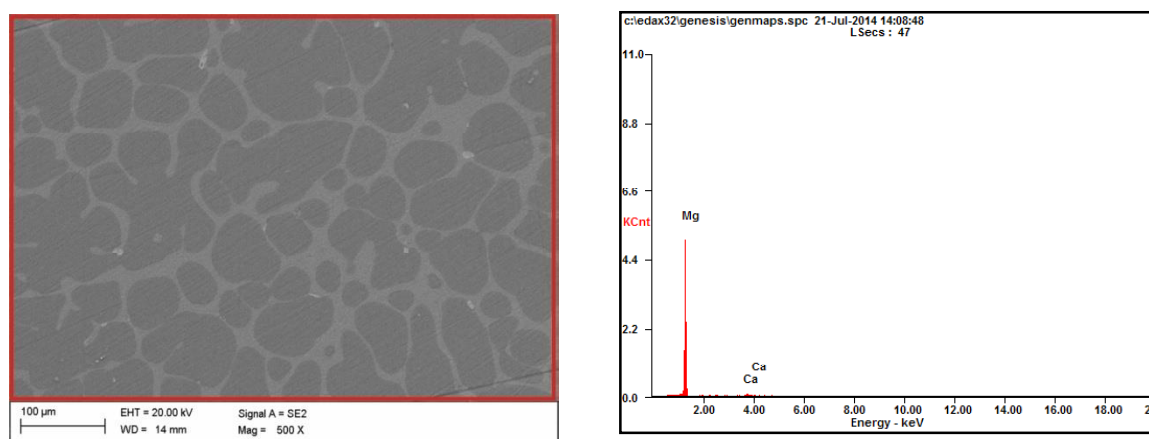 100 µm
EHT = 20.00 kV
Signal A = SE2
WD = 14 mm
Mag = 500 X
c:\edax32\genesis\genmaps.spc 21-Jul-2014 14:08:48
LSecs : 47
11.0
8.8
6.6
KCnt
4.4
2.2
0.0
Mg
Ca
Ca
2.00 4.00 6.00 8.00 10.00 12.00 14.00 16.00 18.00 2
Energy - keV